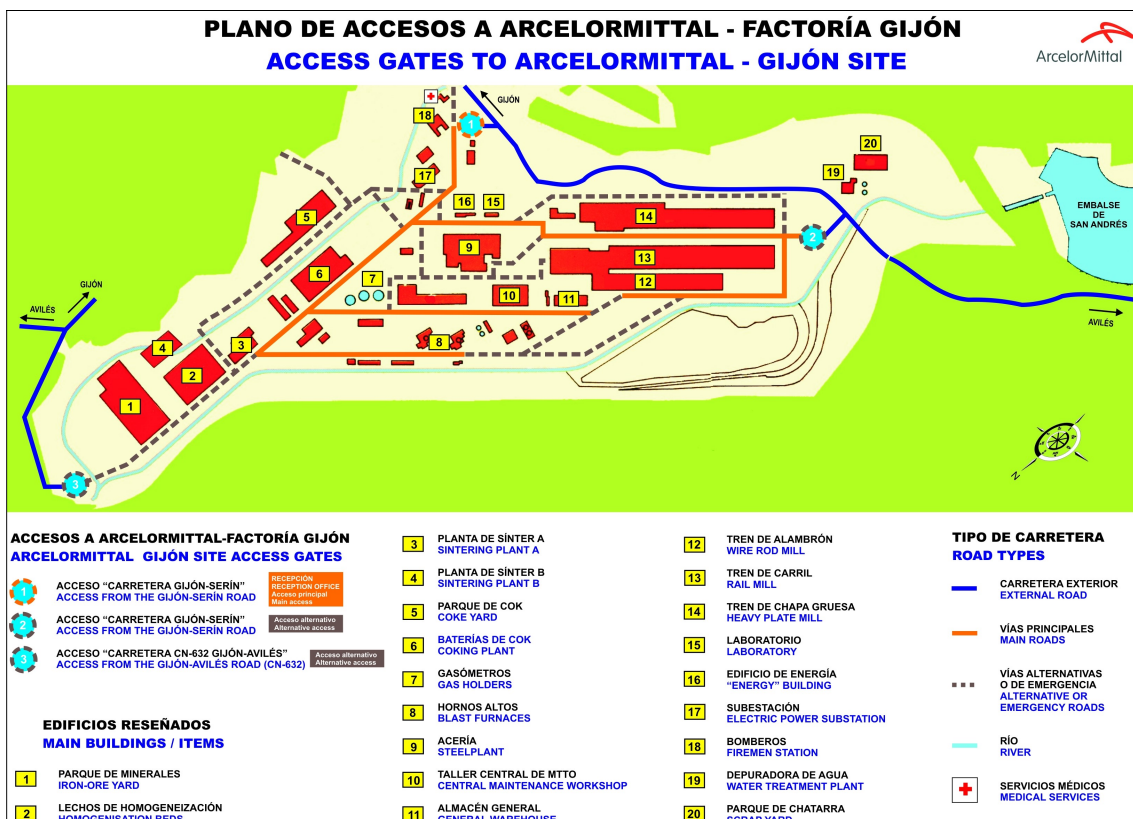 PLANO DE ACCESOS A ARCELORMITTAL - FACTORÍA GIJÓN
ACCESS GATES TO ARCELORMITTAL - GIJÓN SITE
ArcelorMittal
GIJÓN
1
18
17
16
15
14
20
19
2
EMBALSE
DE
SAN ANDRÉS
5
9
13
6
7
12
10
11
GIJÓN
AVILÉS
AVILÉS
8
3
4
2
1
3
N
ACCESOS A ARCELORMITTAL-FACTORÍA GIJÓN
ARCELORMITTAL GIJÓN SITE ACCESS GATES
1
ACCESO “CARRETERA GIJÓN-SERÍN”
ACCESS FROM THE GIJÓN-SERÍN ROAD
RECEPCIÓN
RECEPTION OFFICE
Acceso principal
Main access
2
ACCESO “CARRETERA GIJÓN-SERÍN”
ACCESS FROM THE GIJÓN-SERÍN ROAD
Acceso alternativo
Alternative access
3
ACCESO “CARRETERA CN-632 GIJÓN-AVILÉS”
ACCESS FROM THE GIJÓN-AVILÉS ROAD (CN-632)
Acceso alternativo
Alternative access
EDIFICIOS RESEÑADOS
MAIN BUILDINGS / ITEMS
1
PARQUE DE MINERALES
IRON-ORE YARD
2
LECHOS DE HOMOGENEIZACIÓN
HOMOGENISATION BEDS
3
PLANTA DE SÍNTER A
SINTERING PLANT A
4
PLANTA DE SÍNTER B
SINTERING PLANT B
5
PARQUE DE COK
COKE YARD
6
BATERÍAS DE COK
COKING PLANT
7
GASÓMETROS
GAS HOLDERS
8
HORNOS ALTOS
BLAST FURNACES
9
ACERÍA
STEELPLANT
10
TALLER CENTRAL DE MTTO
CENTRAL MAINTENANCE WORKSHOP
11
ALMACÉN GENERAL
GENERAL WAREHOUSE
12
TREN DE ALAMBRÓN
WIRE ROD MILL
13
TREN DE CARRIL
RAIL MILL
14
TREN DE CHAPA GRUESA
HEAVY PLATE MILL
15
LABORATORIO
LABORATORY
16
EDIFICIO DE ENERGÍA
“ENERGY” BUILDING
17
SUBESTACIÓN
ELECTRIC POWER SUBSTATION
18
BOMBEROS
FIREMEN STATION
19
DEPURADORA DE AGUA
WATER TREATMENT PLANT
20
PARQUE DE CHATARRA
SCRAP YARD
TIPO DE CARRETERA
ROAD TYPES
CARRETERA EXTERIOR
EXTERNAL ROAD
VÍAS PRINCIPALES
MAIN ROADS
VÍAS ALTERNATIVAS
O DE EMERGENCIA
ALTERNATIVE OR
EMERGENCY ROADS
RÍO
RIVER
SERVICIOS MÉDICOS
MEDICAL SERVICES